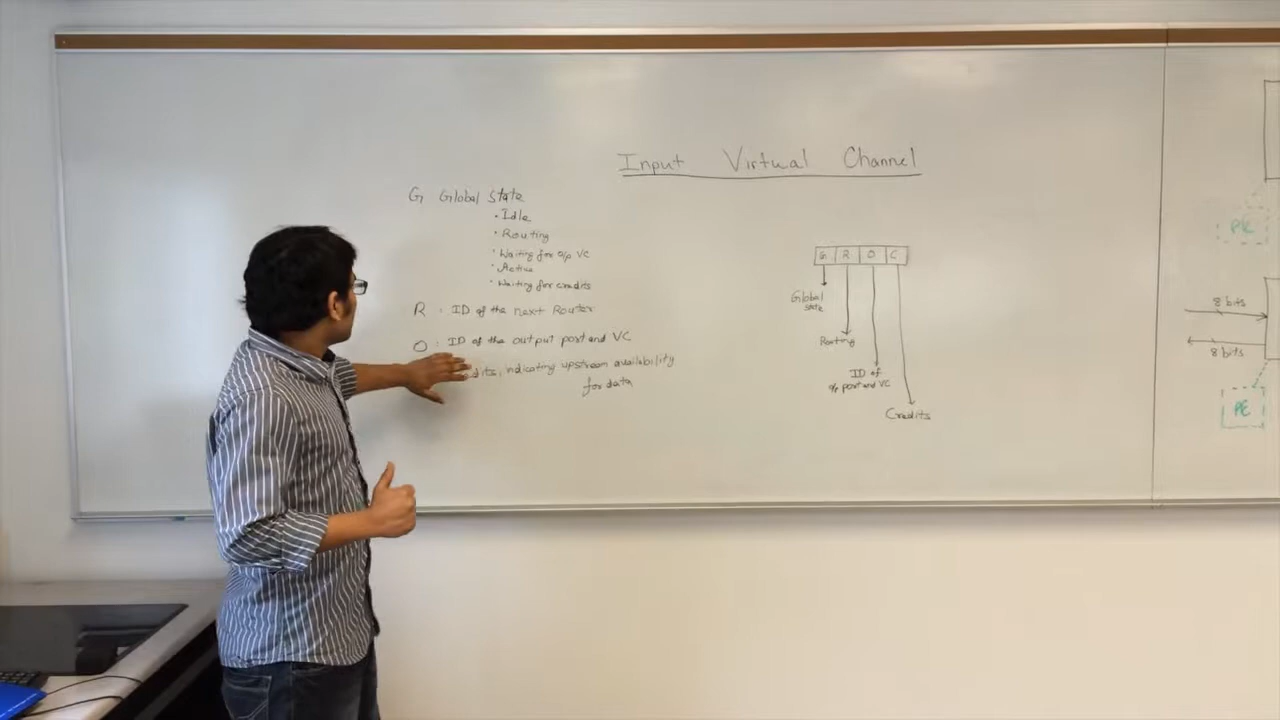 Input Virtual Channel
G Global State
• Idle
• Routing
• Waiting for o/p VC
• Active
• Waiting for credits
R : ID of the next Router
O : ID of the output port and VC
indicating upstream availability
for data
G R O C
Global
state
Routing
ID of
o/p port and VC
Credits
PE
8 bits
8 bits
PE